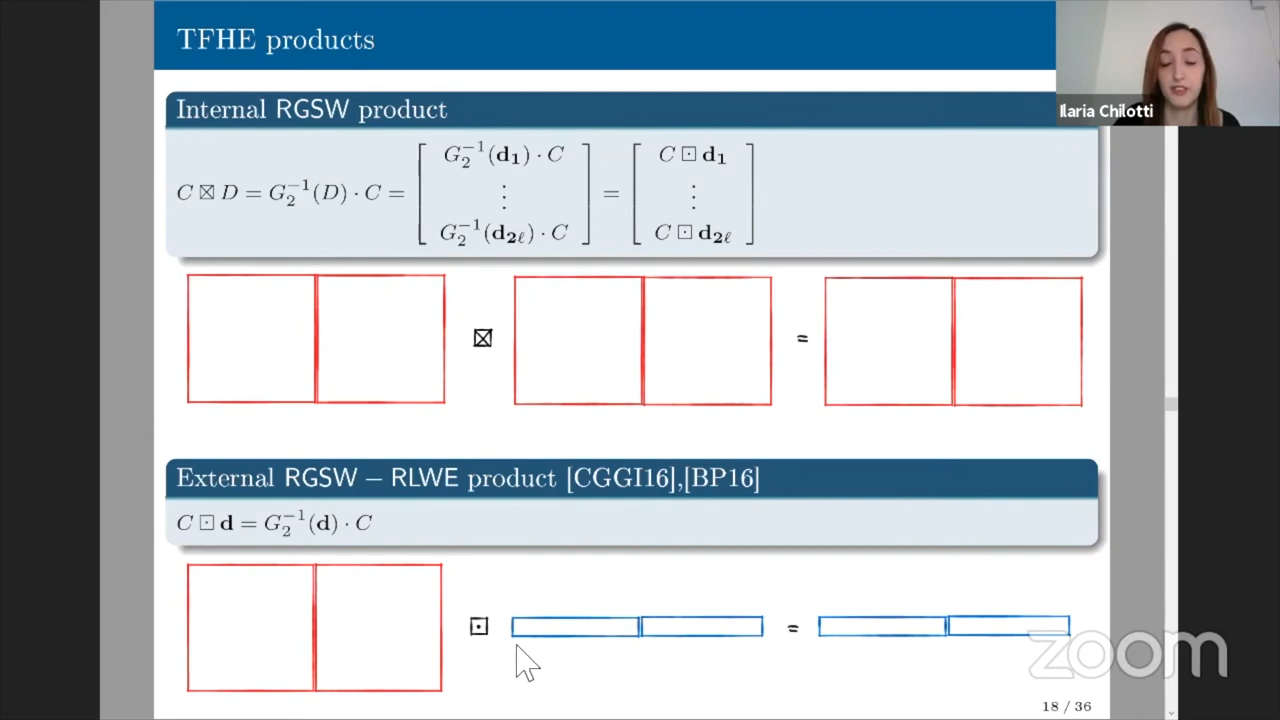 TFHE products
Ilaria Chilotti
Internal RGSW product
C ⊠ D = G₂⁻¹(D) · C = [ G₂⁻¹(d₁) · C ⋮ G₂⁻¹(d₂ℓ) · C ] = [ C ⊡ d₁ ⋮ C ⊡ d₂ℓ ]
⊠ =
External RGSW – RLWE product [CGGI16],[BP16]
C ⊡ d = G₂⁻¹(d) · C
⊡ =
zoom
18 / 36